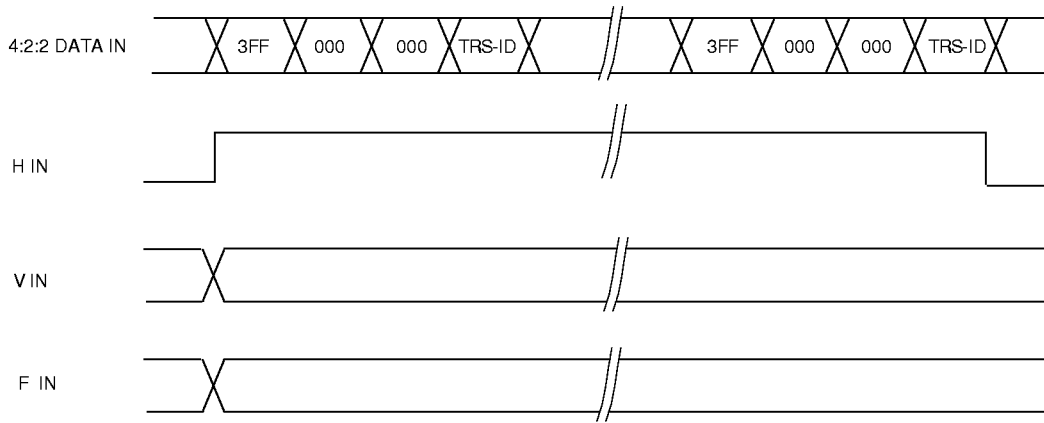 4:2:2 DATA IN 3FF 000 000 TRS-ID 3FF 000 000 TRS-ID
H IN
V IN
F IN